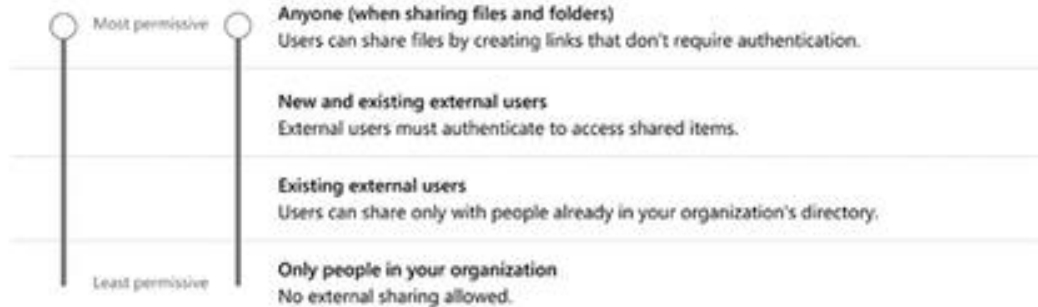 Most permissive
Anyone (when sharing files and folders)
Users can share files by creating links that don't require authentication.
New and existing external users
External users must authenticate to access shared items.
Existing external users
Users can share only with people already in your organization's directory.
Least permissive
Only people in your organization
No external sharing allowed.